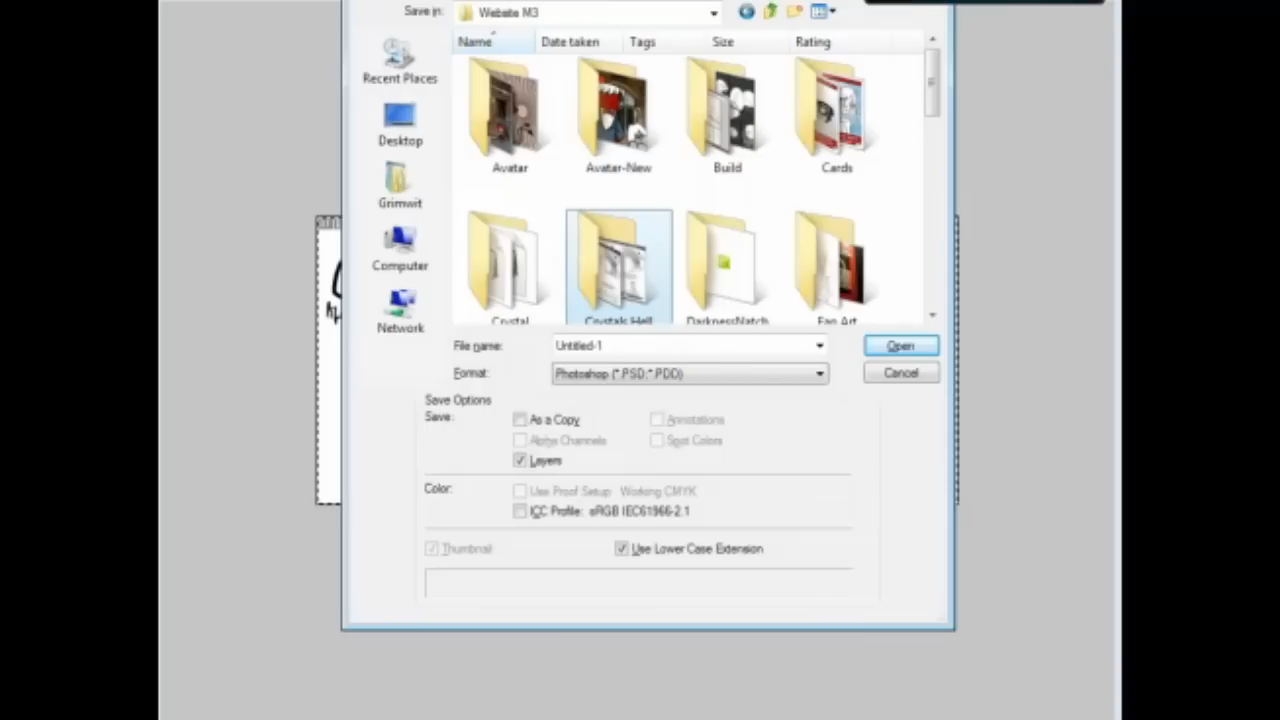 Save in: Website M3
Name Date taken Tags Size Rating
Recent Places
Desktop
Grimwit
Computer
Network
Avatar Avatar-New Build Cards
Crystal Crystals Hell DarknessNatch Fan Art
File name: Untitled-1 Open
Format: Photoshop (*.PSD;*.PDD) Cancel
Save Options
Save: As a Copy Annotations
Alpha Channels Spot Colors
Layers
Color: Use Proof Setup: Working CMYK
ICC Profile: sRGB IEC61966-2.1
Thumbnail Use Lower Case Extension